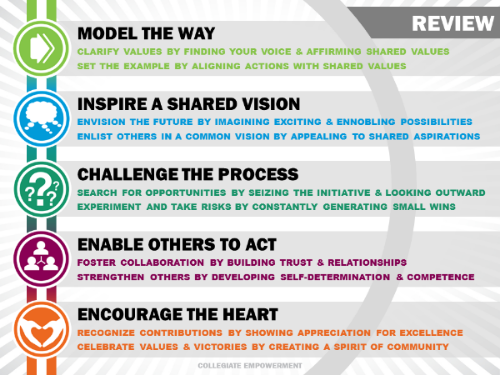 REVIEW
MODEL THE WAY
CLARIFY VALUES BY FINDING YOUR VOICE & AFFIRMING SHARED VALUES
SET THE EXAMPLE BY ALIGNING ACTIONS WITH SHARED VALUES
INSPIRE A SHARED VISION
ENVISION THE FUTURE BY IMAGINING EXCITING & ENNOBLING POSSIBILITIES
ENLIST OTHERS IN A COMMON VISION BY APPEALING TO SHARED ASPIRATIONS
???
CHALLENGE THE PROCESS
SEARCH FOR OPPORTUNITIES BY SEIZING THE INITIATIVE & LOOKING OUTWARD
EXPERIMENT AND TAKE RISKS BY CONSTANTLY GENERATING SMALL WINS
ENABLE OTHERS TO ACT
FOSTER COLLABORATION BY BUILDING TRUST & RELATIONSHIPS
STRENGTHEN OTHERS BY DEVELOPING SELF-DETERMINATION & COMPETENCE
ENCOURAGE THE HEART
RECOGNIZE CONTRIBUTIONS BY SHOWING APPRECIATION FOR EXCELLENCE
CELEBRATE VALUES & VICTORIES BY CREATING A SPIRIT OF COMMUNITY
COLLEGIATE EMPOWERMENT